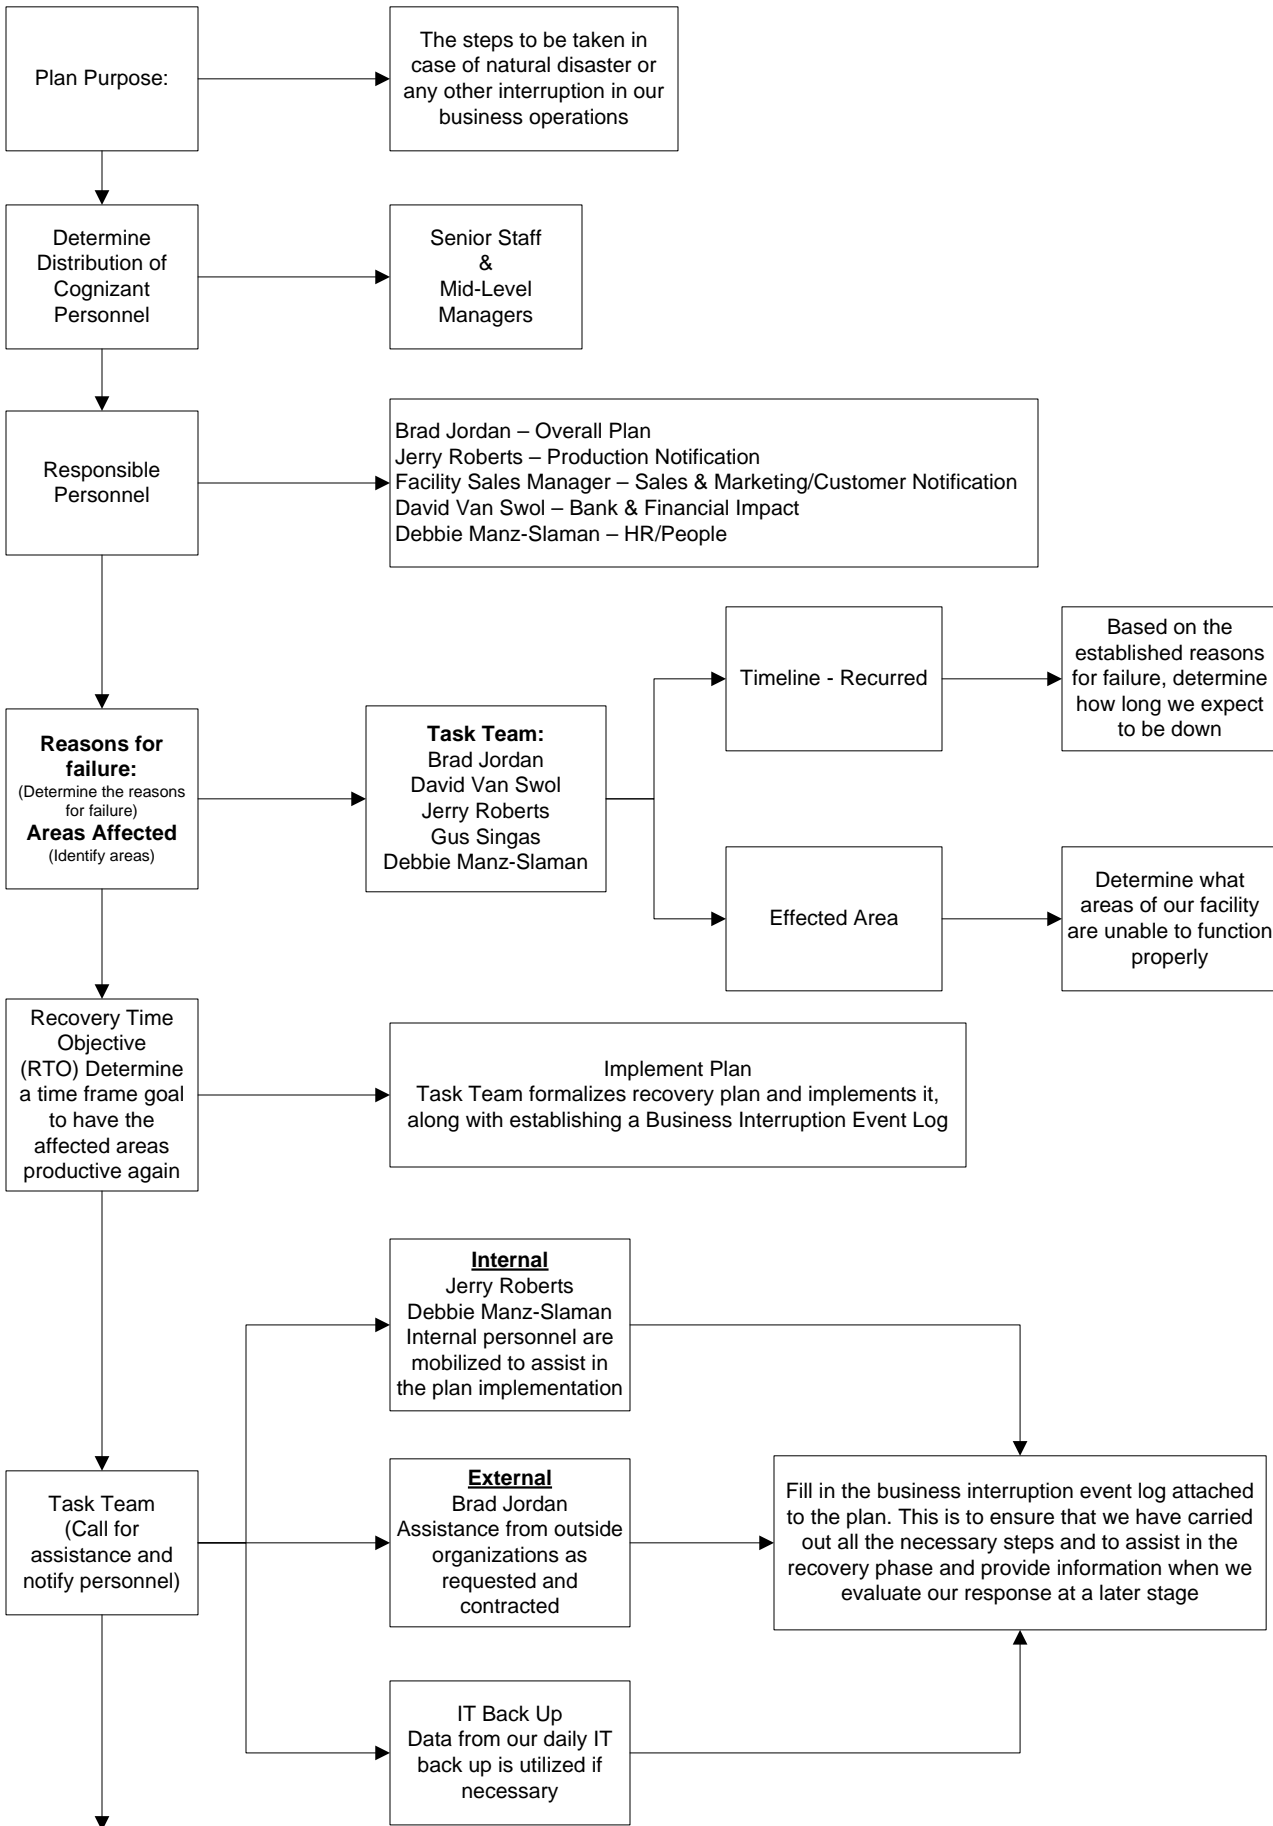 Plan Purpose:
The steps to be taken in
case of natural disaster or
any other interruption in our
business operations
Determine
Distribution of
Cognizant
Personnel
Senior Staff
&
Mid-Level
Managers
Responsible
Personnel
Brad Jordan – Overall Plan
Jerry Roberts – Production Notification
Facility Sales Manager – Sales & Marketing/Customer Notification
David Van Swol – Bank & Financial Impact
Debbie Manz-Slaman – HR/People
Reasons for
failure:
(Determine the reasons
for failure)
Areas Affected
(Identify areas)
Task Team:
Brad Jordan
David Van Swol
Jerry Roberts
Gus Singas
Debbie Manz-Slaman
Timeline - Recurred
Based on the
established reasons
for failure, determine
how long we expect
to be down
Effected Area
Determine what
areas of our facility
are unable to function
properly
Recovery Time
Objective
(RTO) Determine
a time frame goal
to have the
affected areas
productive again
Implement Plan
Task Team formalizes recovery plan and implements it,
along with establishing a Business Interruption Event Log
Task Team
(Call for
assistance and
notify personnel)
Internal
Jerry Roberts
Debbie Manz-Slaman
Internal personnel are
mobilized to assist in
the plan implementation
External
Brad Jordan
Assistance from outside
organizations as
requested and
contracted
IT Back Up
Data from our daily IT
back up is utilized if
necessary
Fill in the business interruption event log attached
to the plan. This is to ensure that we have carried
out all the necessary steps and to assist in the
recovery phase and provide information when we
evaluate our response at a later stage